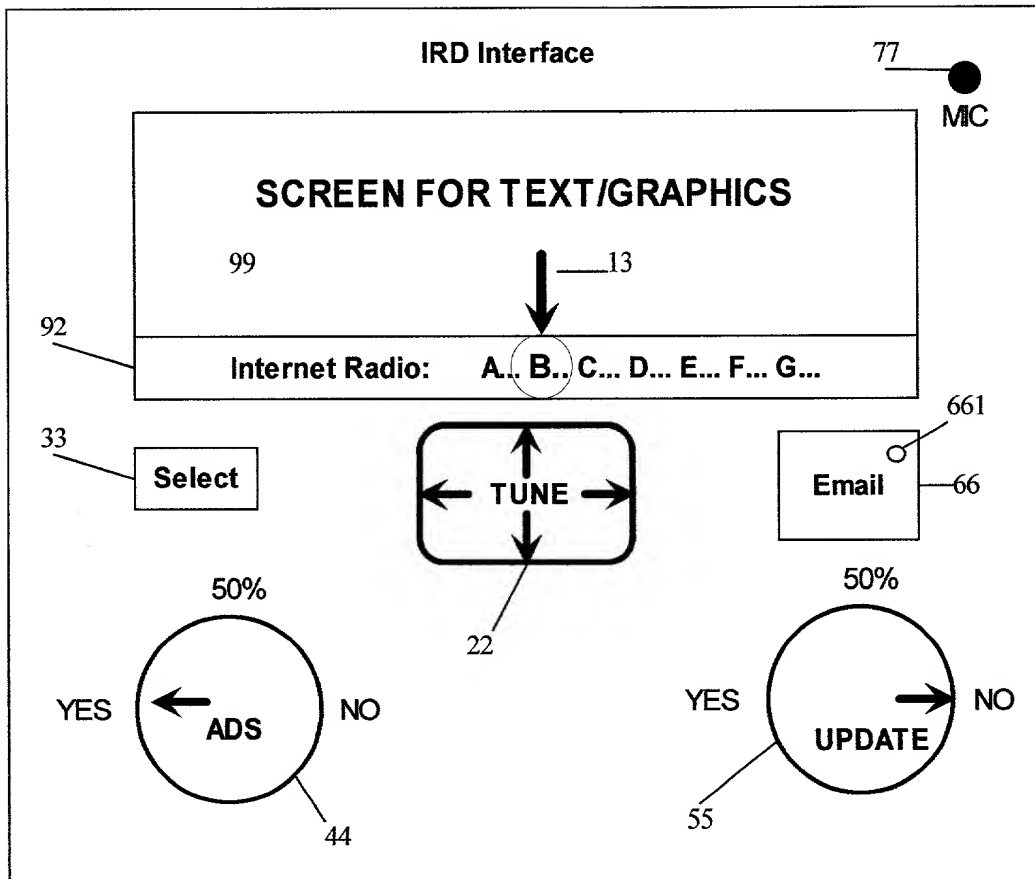 IRD Interface
77
MIC
SCREEN FOR TEXT/GRAPHICS
99
13
92
Internet Radio: A... B.. C... D... E... F... G...
33
661
Select
TUNE
Email
66
50%
50%
22
YES
ADS
NO
YES
UPDATE
NO
44
55